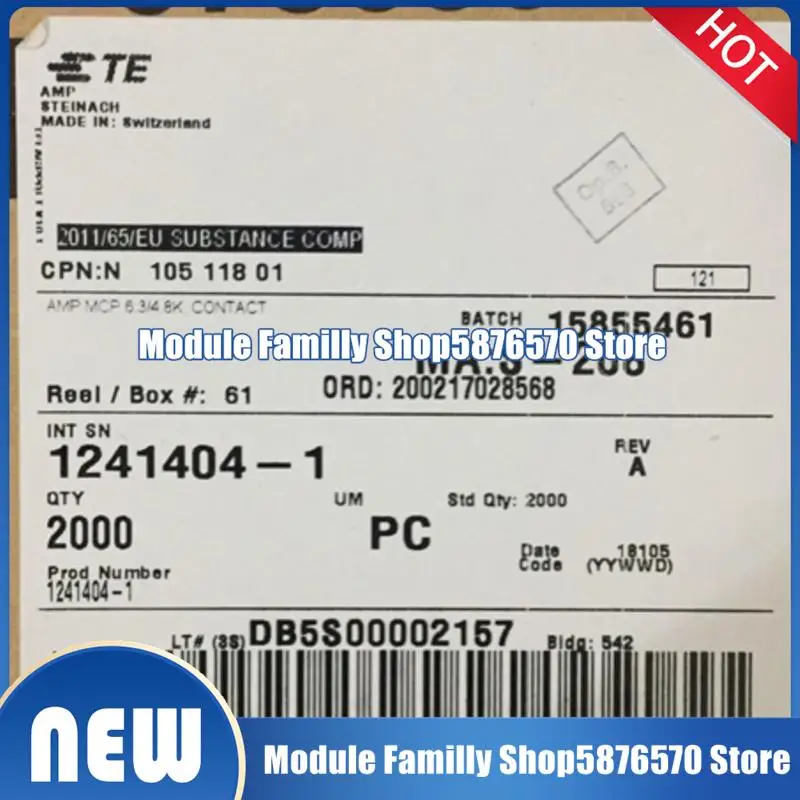 HOT
TE
AMP
STEINACH
MADE IN: Switzerland
2011/65/EU SUBSTANCE COMP
CPN:N 105 118 01
121
AMP MCP 6.3/4.8K, CONTACT
BATCH 15855461
Module Familly Shop5876570 Store
Reel / Box #: 61 ORD: 200217028568
INT SN
1241404-1
REV
A
QTY UM Std Qty: 2000
2000 PC
Date 18105
Code (YYWWD)
Prod Number
1241404-1
LT# (3S) DB5S00002157 Bldg: 542
NEW
Module Familly Shop5876570 Store